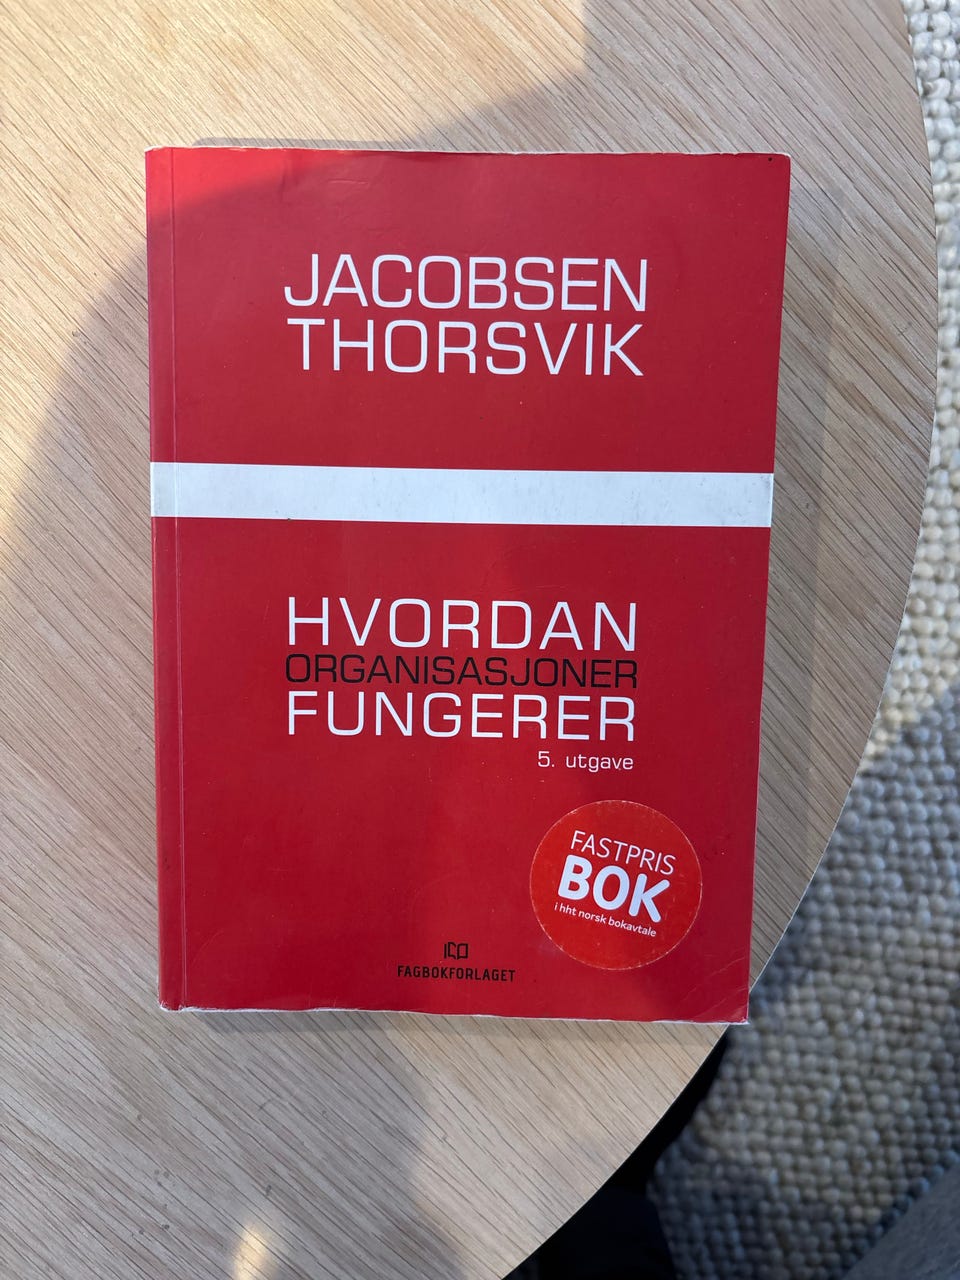 JACOBSEN
THORSVIK
HVORDAN
ORGANISASJONER
FUNGERER
5. utgave
FASTPRIS
BOK
i hht norsk bokavtale
FAGBOKFORLAGET